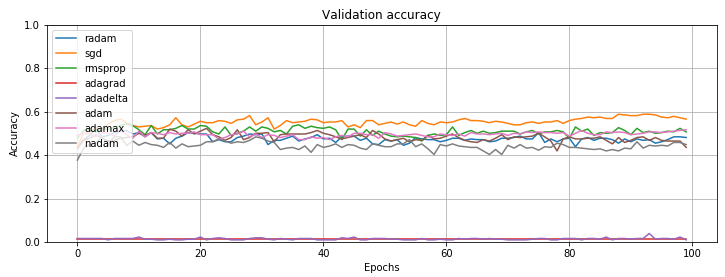 Validation accuracy
1.0
0.8
0.6
0.4
0.2
0.0
Accuracy
radam
sgd
rmsprop
adagrad
adadelta
adam
adamax
nadam
0 20 40 60 80 100
Epochs